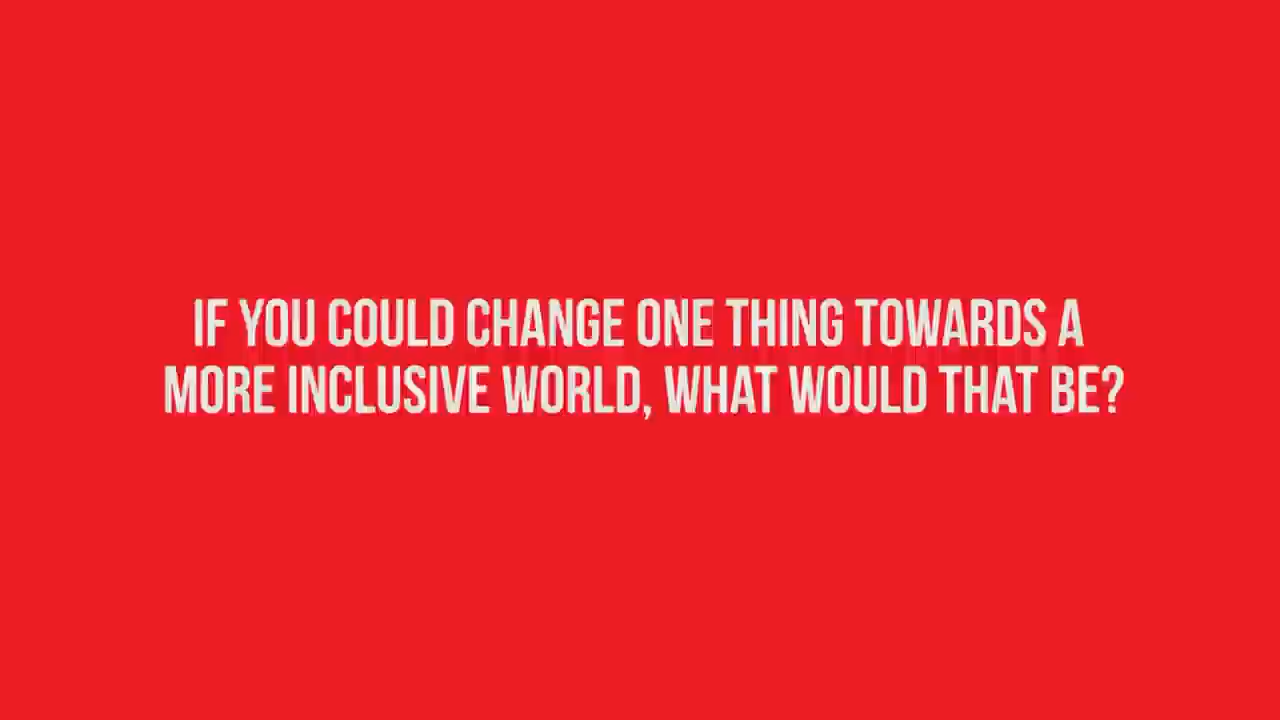 IF YOU COULD CHANGE ONE THING TOWARDS A
MORE INCLUSIVE WORLD, WHAT WOULD THAT BE?